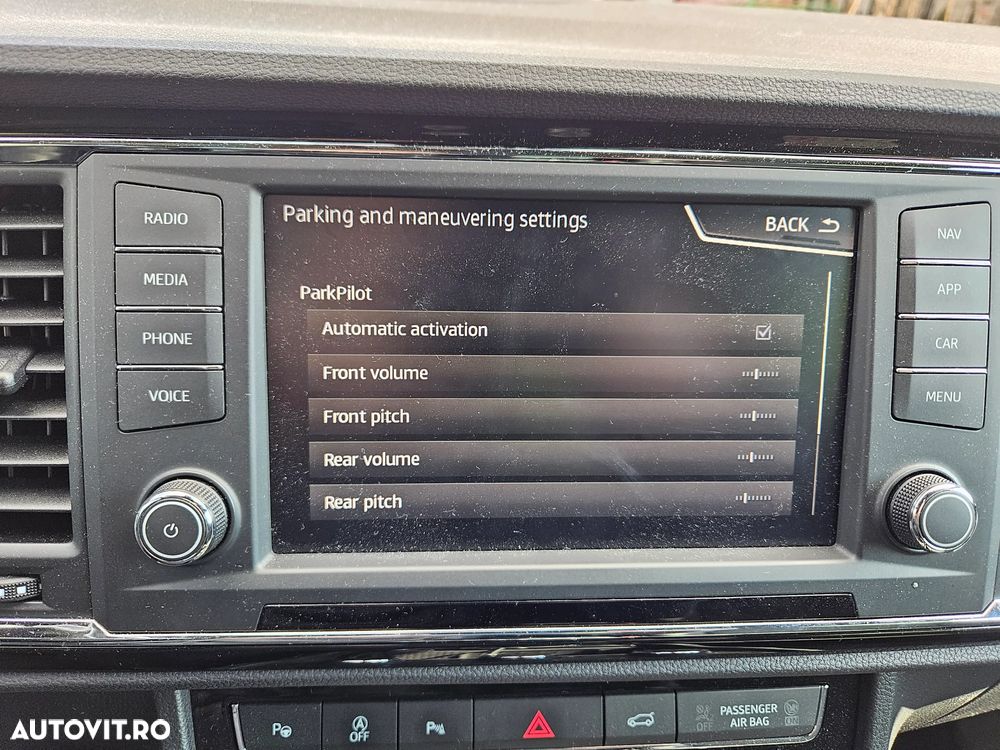 Parking and maneuvering settings
BACK
ParkPilot
Automatic activation
Front volume
Front pitch
Rear volume
Rear pitch
RADIO
MEDIA
PHONE
VOICE
NAV
APP
CAR
MENU
P
A
OFF
P
OFF
PASSENGER
AIR BAG
ON
AUTOVIT.RO